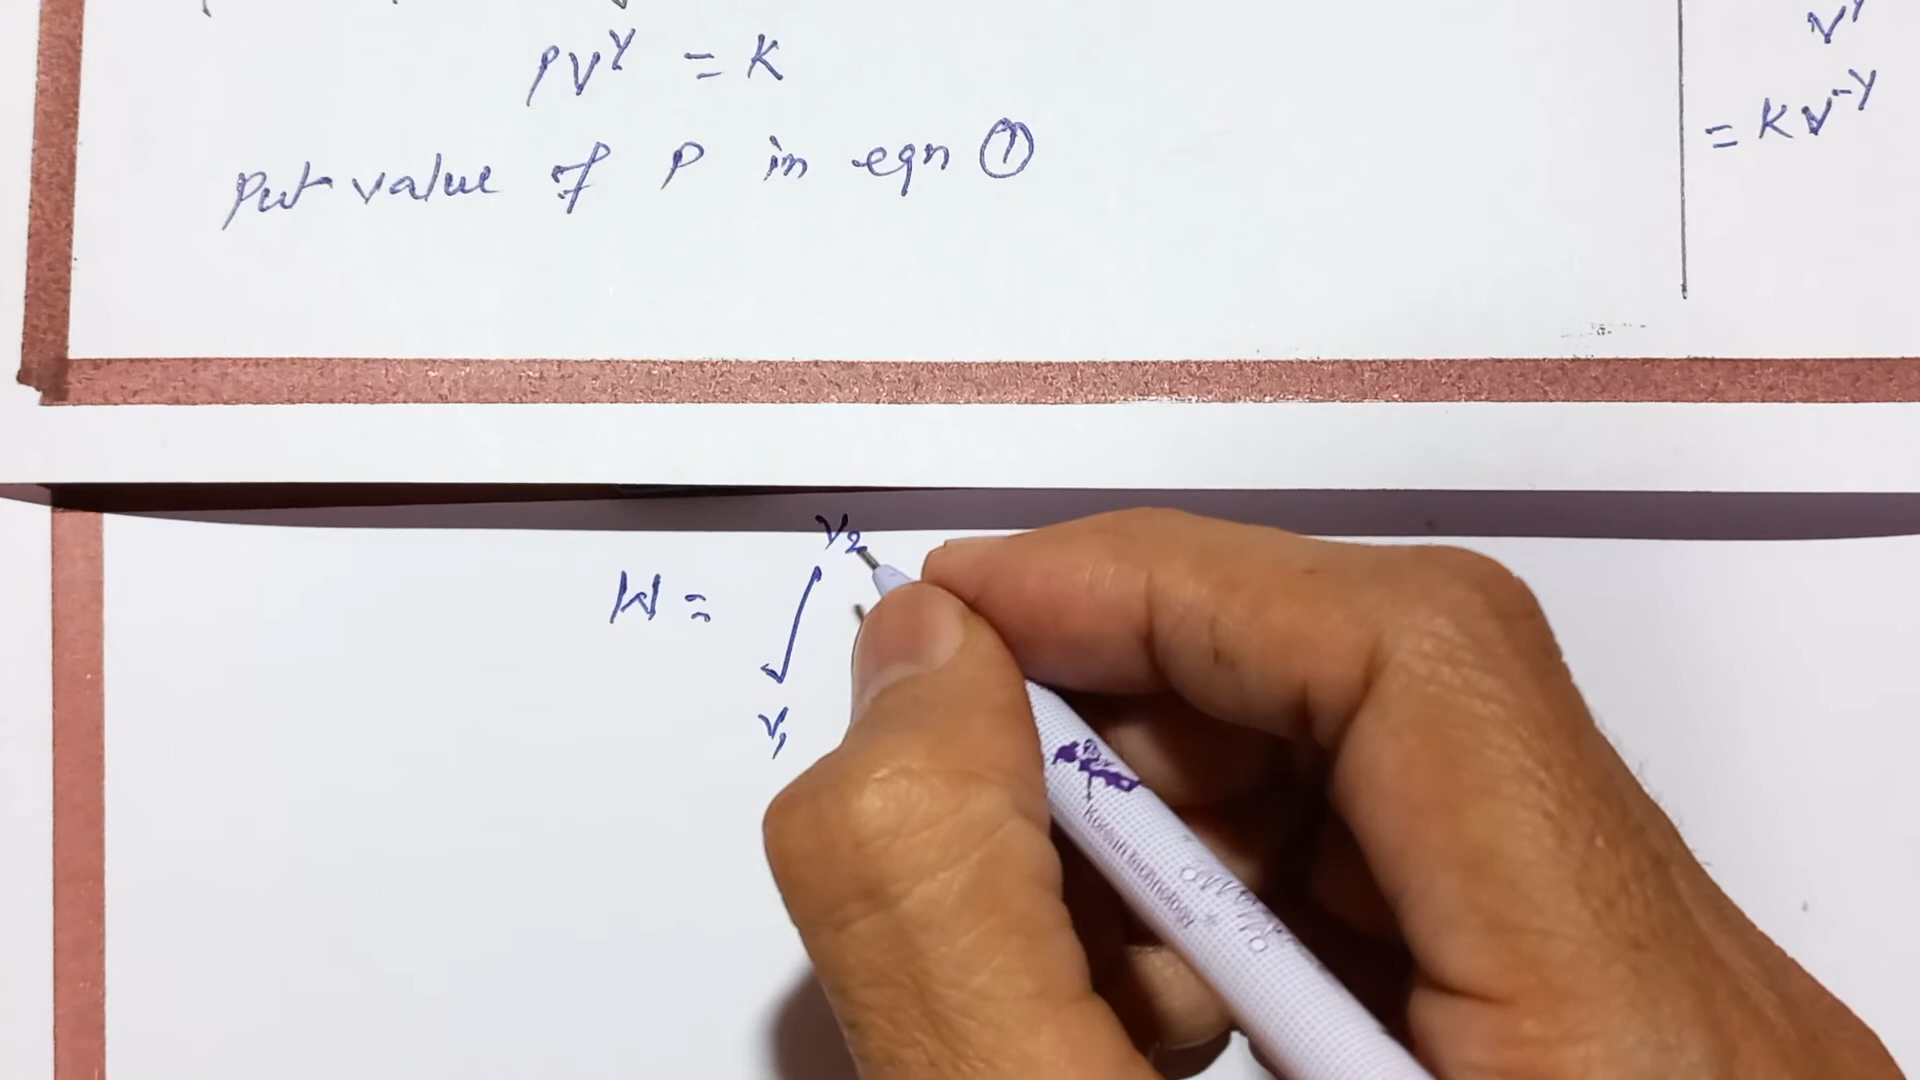 PV^γ = K
Put value of P in eqn ①
V^γ
= K V^-γ
W = ∫ V₁ V₂